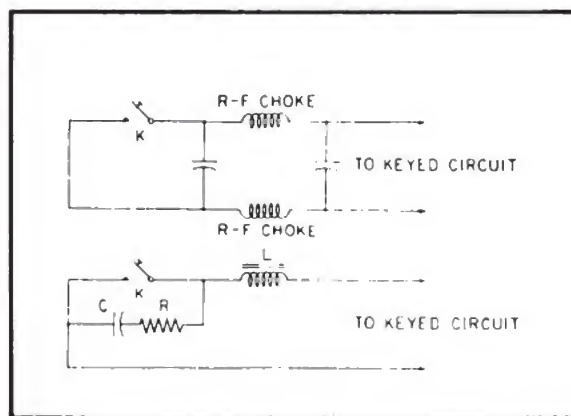 R-F CHOKE
K
TO KEYED CIRCUIT
R-F CHOKE
L
K
C R
TO KEYED CIRCUIT